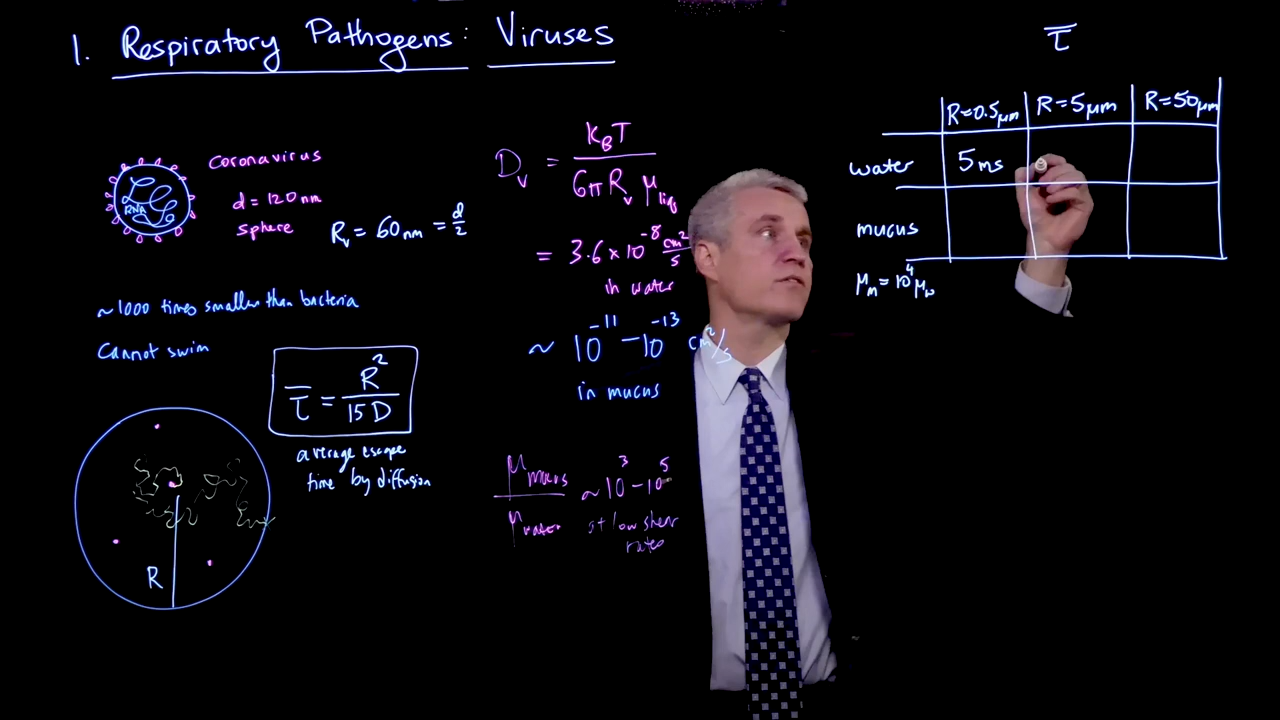 1. Respiratory Pathogens: Viruses
τ̅
R=0.5μm R=5μm R=50μm
water 5ms
mucus
μm = 10⁴ μw
coronavirus
d = 120nm
sphere
Rv = 60nm = d/2
RNA
~1000 times smaller than bacteria
Cannot swim
τ̅ = R²/15D
average escape
time by diffusion
R
Dv = kBT / 6πRv μliq
= 3.6 × 10⁻⁸ cm²/s
in water
~ 10⁻¹¹ – 10⁻¹³ cm²/s
in mucus
μmucus / μwater ~ 10³ – 10⁵
at low shear
rates